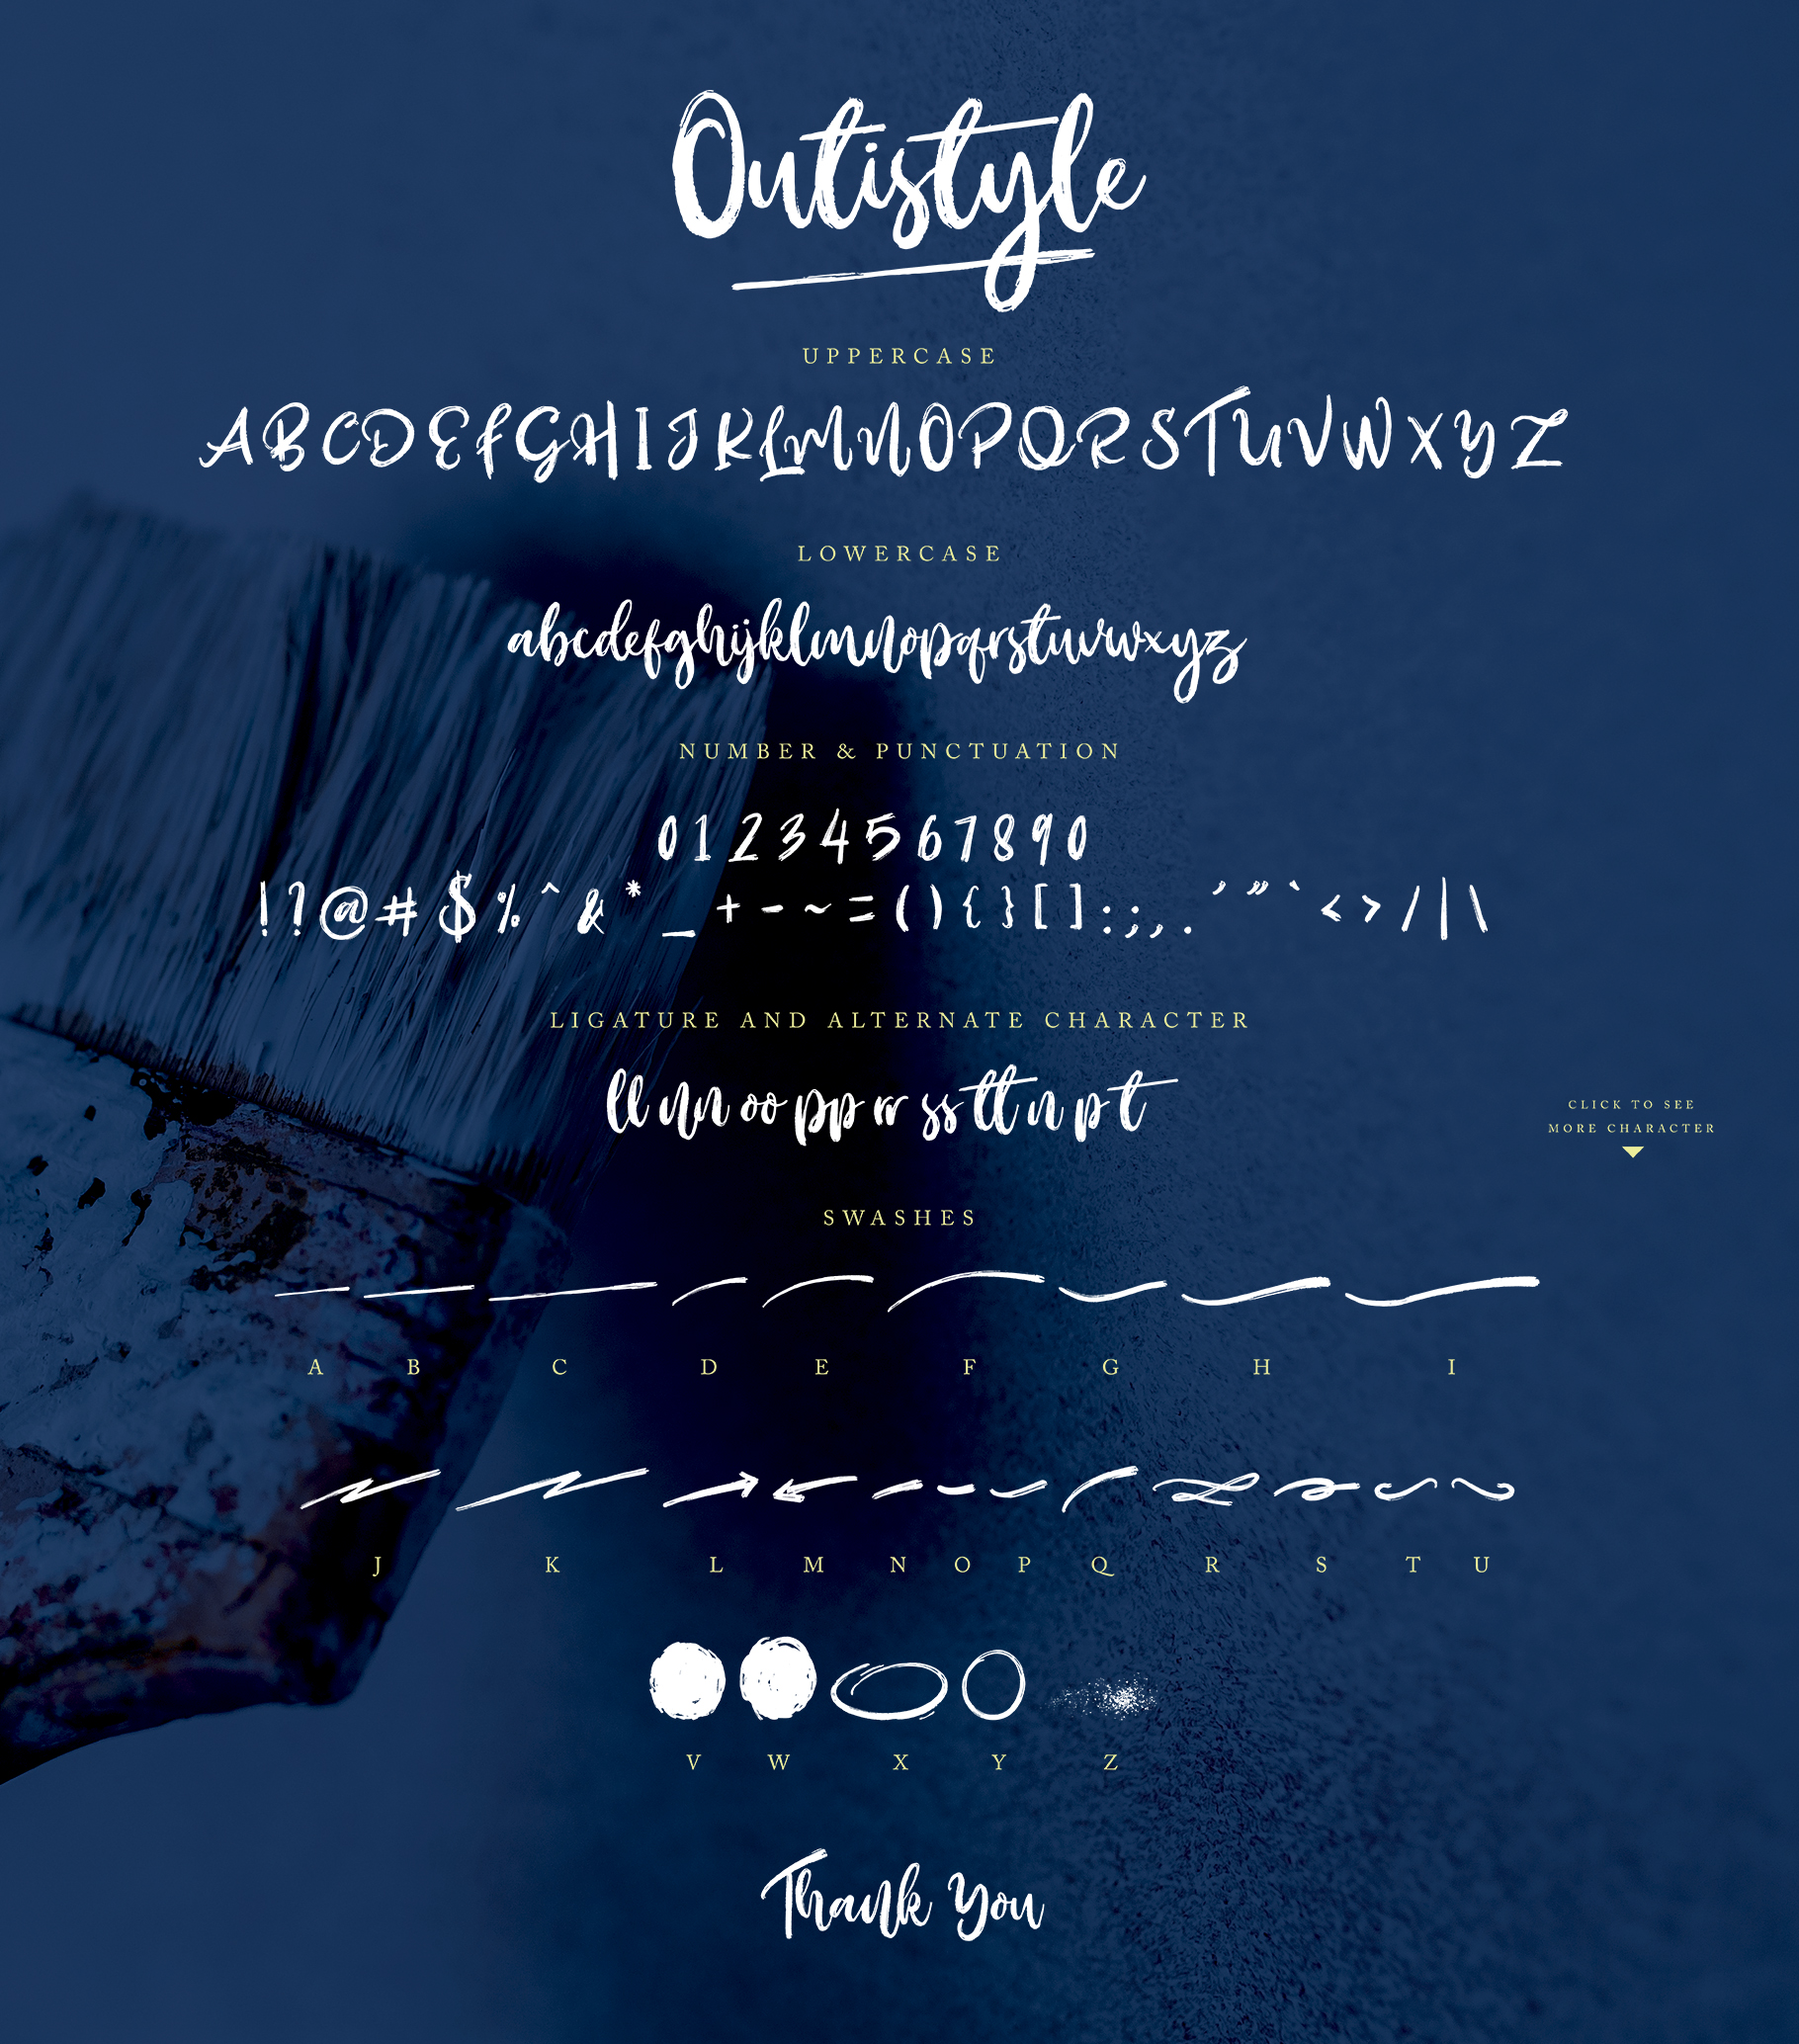 Outistyle
UPPERCASE
ABCDEFGHIJKLMNOPQRSTUVWXYZ
LOWERCASE
abcdefghijklmnopqrstuvwxyz
NUMBER & PUNCTUATION
01234567890
!?@#$%^&*_+-~=(){}[]:;,.'"`<>/|\
LIGATURE AND ALTERNATE CHARACTER
ll nn oo pp rr ss tt n p t
CLICK TO SEE
MORE CHARACTER
SWASHES
A B C D E F G H I
J K L M N O P Q R S T U
V W X Y Z
Thank You